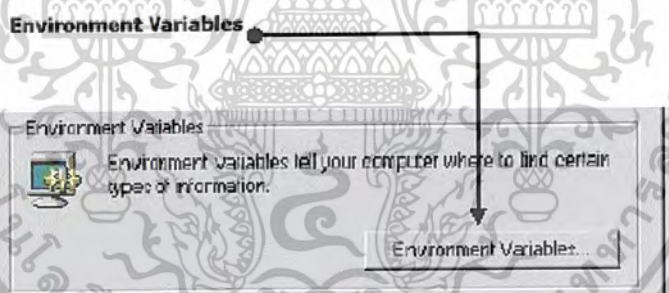 Environment Variables
Environment Variables
Environment variables tell your computer where to find certain
types of information.
Environment Variables...